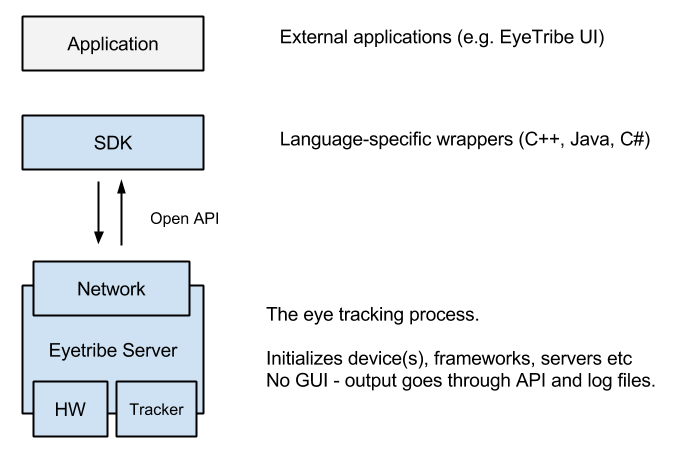 Application
External applications (e.g. EyeTribe UI)
SDK
Language-specific wrappers (C++, Java, C#)
Open API
Network
Eyetribe Server
HW
Tracker
The eye tracking process.
Initializes device(s), frameworks, servers etc
No GUI - output goes through API and log files.